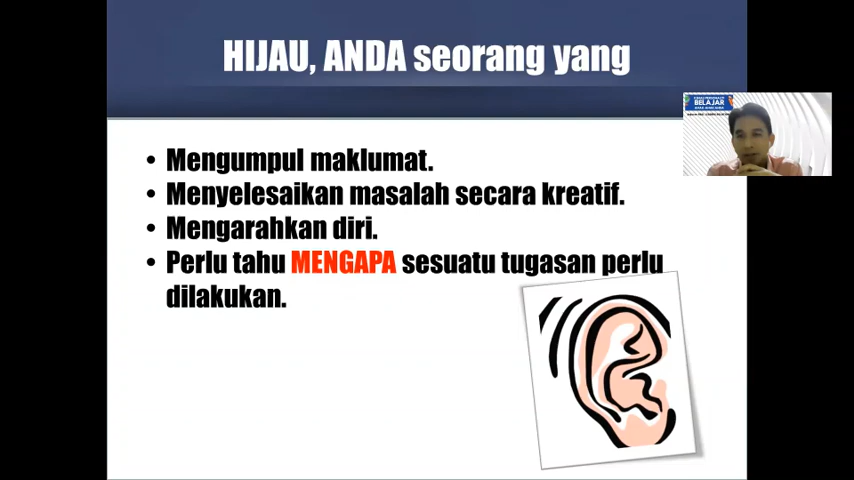 HIJAU, ANDA seorang yang
• Mengumpul maklumat.
• Menyelesaikan masalah secara kreatif.
• Mengarahkan diri.
• Perlu tahu MENGAPA sesuatu tugasan perlu
dilakukan.
BELAJAR